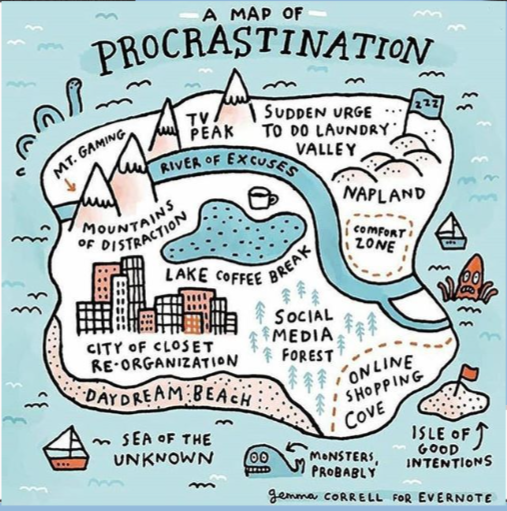 A MAP OF
PROCRASTINATION
MT. GAMING
TV
PEAK
SUDDEN URGE
TO DO LAUNDRY
VALLEY
zzz
RIVER OF EXCUSES
NAPLAND
MOUNTAINS
OF DISTRACTION
COMFORT
ZONE
LAKE COFFEE BREAK
SOCIAL
MEDIA
FOREST
CITY OF CLOSET
RE-ORGANIZATION
ONLINE
SHOPPING
COVE
DAYDREAM BEACH
SEA OF THE
UNKNOWN
MONSTERS,
PROBABLY
ISLE OF
GOOD
INTENTIONS
gemma CORRELL FOR EVERNOTE